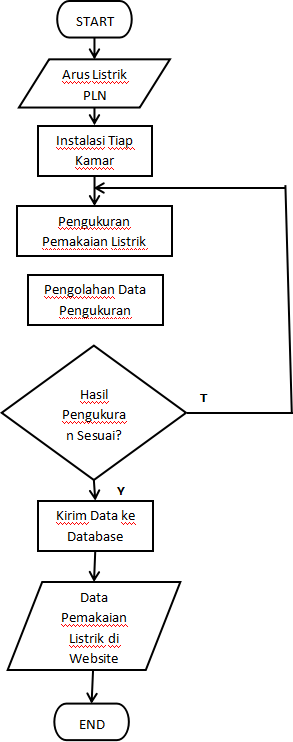 START
Arus Listrik
PLN
Instalasi Tiap
Kamar
Pengukuran
Pemakaian Listrik
Pengolahan Data
Pengukuran
Hasil
Pengukura
n Sesuai?
T
Y
Kirim Data ke
Database
Data
Pemakaian
Listrik di
Website
END